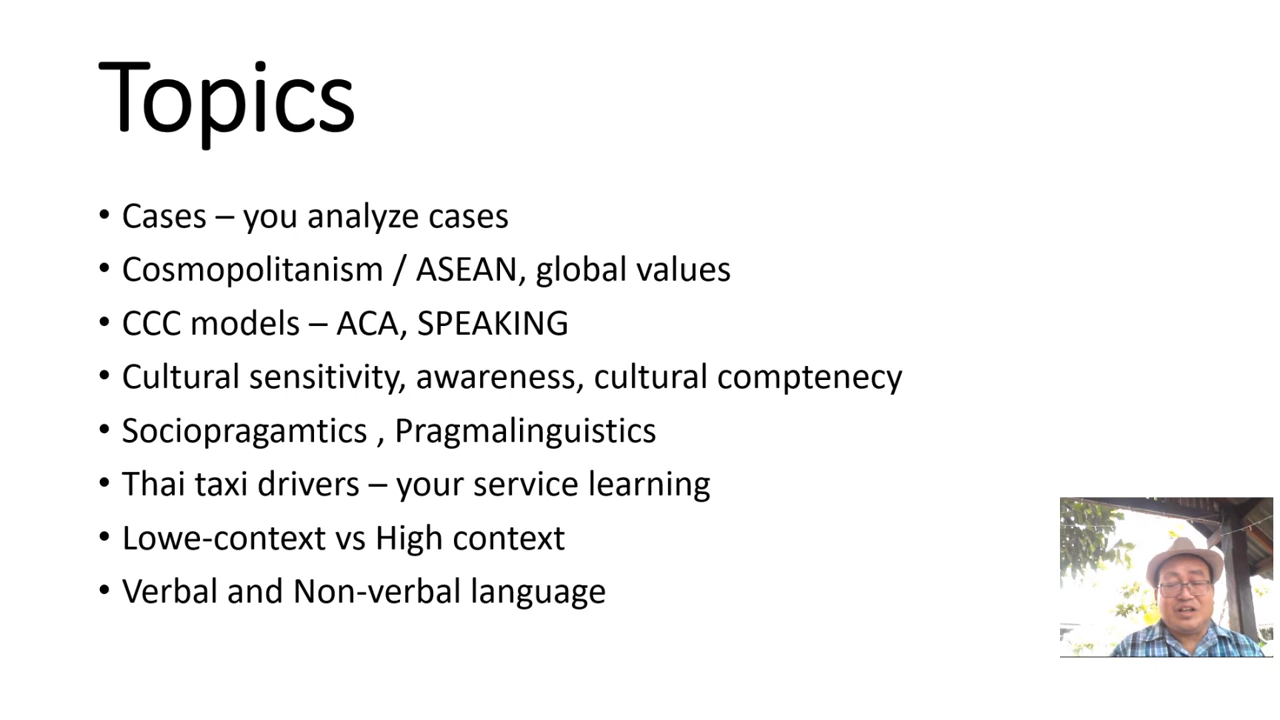 Topics
• Cases – you analyze cases
• Cosmopolitanism / ASEAN, global values
• CCC models – ACA, SPEAKING
• Cultural sensitivity, awareness, cultural comptenecy
• Sociopragamtics , Pragmalinguistics
• Thai taxi drivers – your service learning
• Lowe-context vs High context
• Verbal and Non-verbal language